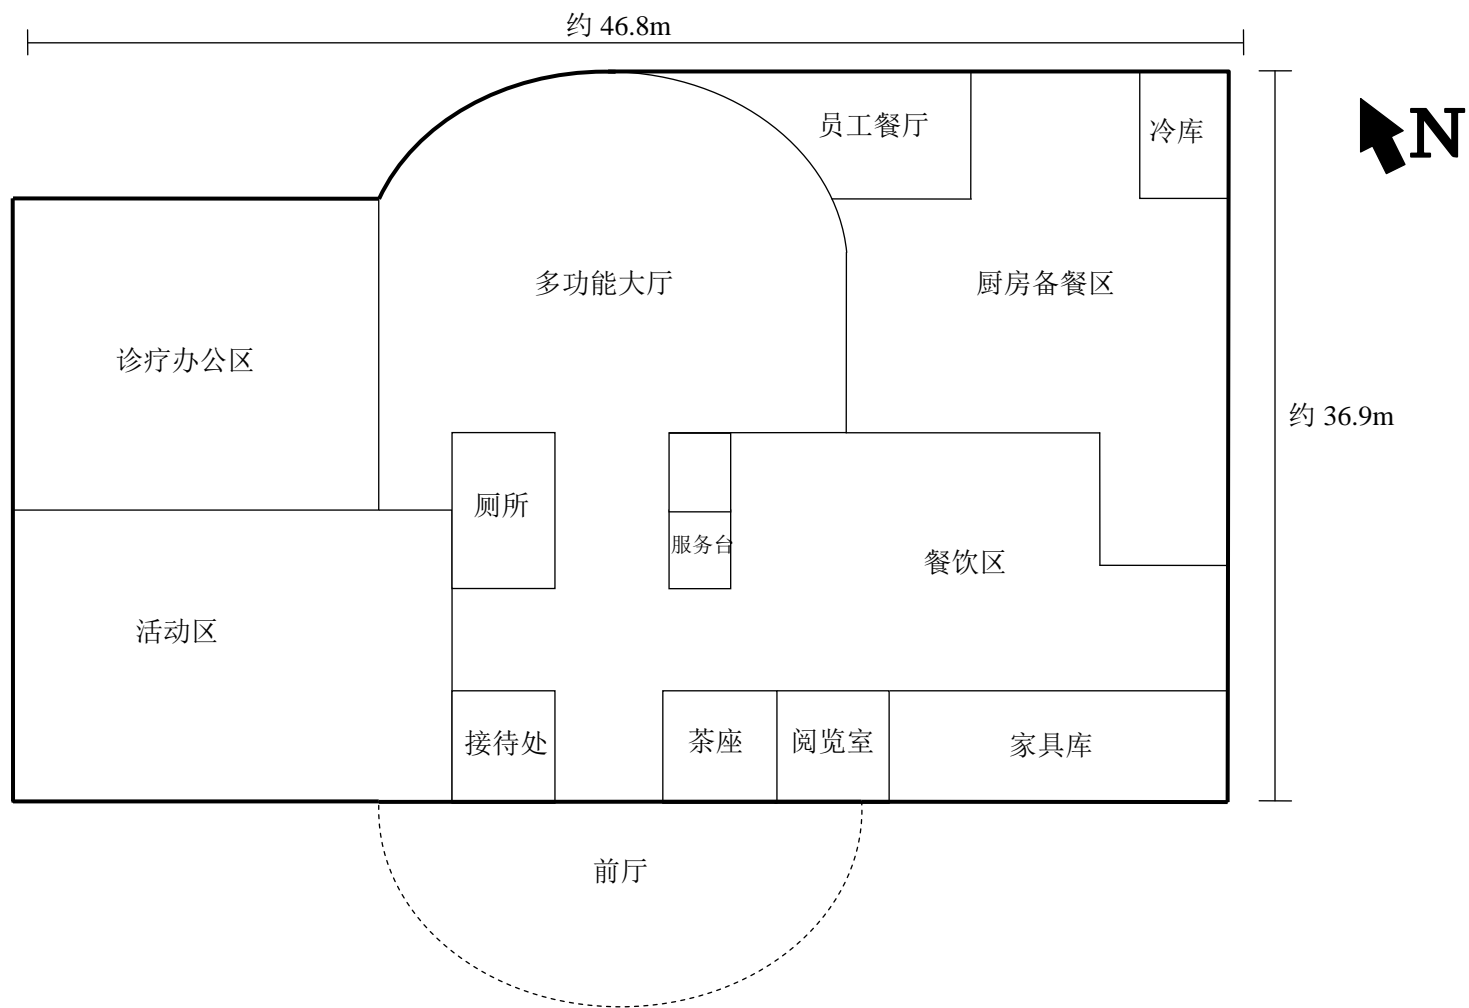 约 46.8m
员工餐厅
冷库
N
多功能大厅
厨房备餐区
诊疗办公区
约 36.9m
厕所
服务台
餐饮区
活动区
接待处
茶座
阅览室
家具库
前厅